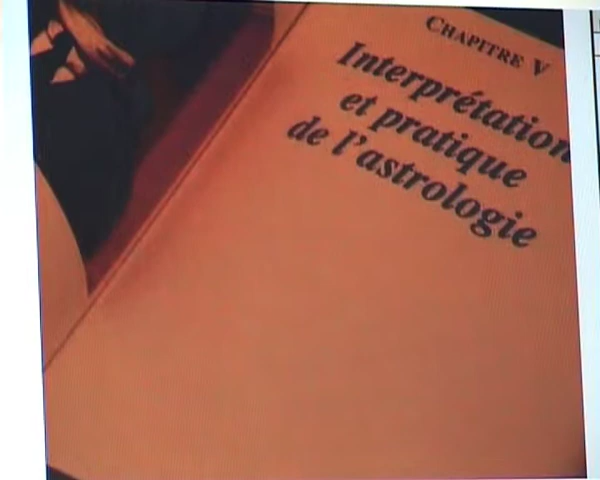 CHAPITRE V
Interprétation
et pratique
de l'astrologie